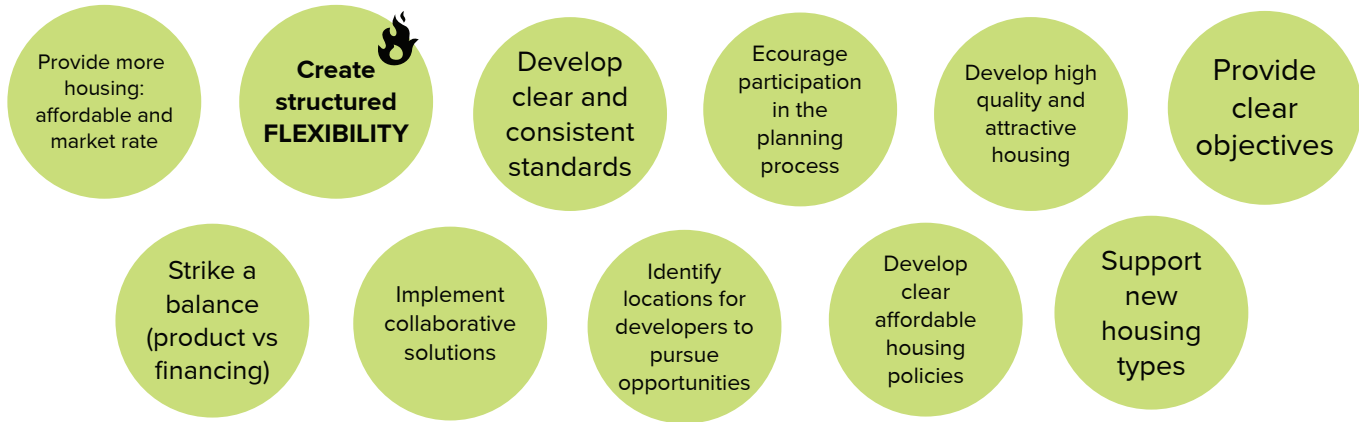 Provide more
housing:
affordable and
market rate
Create
structured
FLEXIBILITY
Develop
clear and
consistent
standards
Ecourage
participation
in the
planning
process
Develop high
quality and
attractive
housing
Provide
clear
objectives
Strike a
balance
(product vs
financing)
Implement
collaborative
solutions
Identify
locations for
developers to
pursue
opportunities
Develop
clear
affordable
housing
policies
Support
new
housing
types